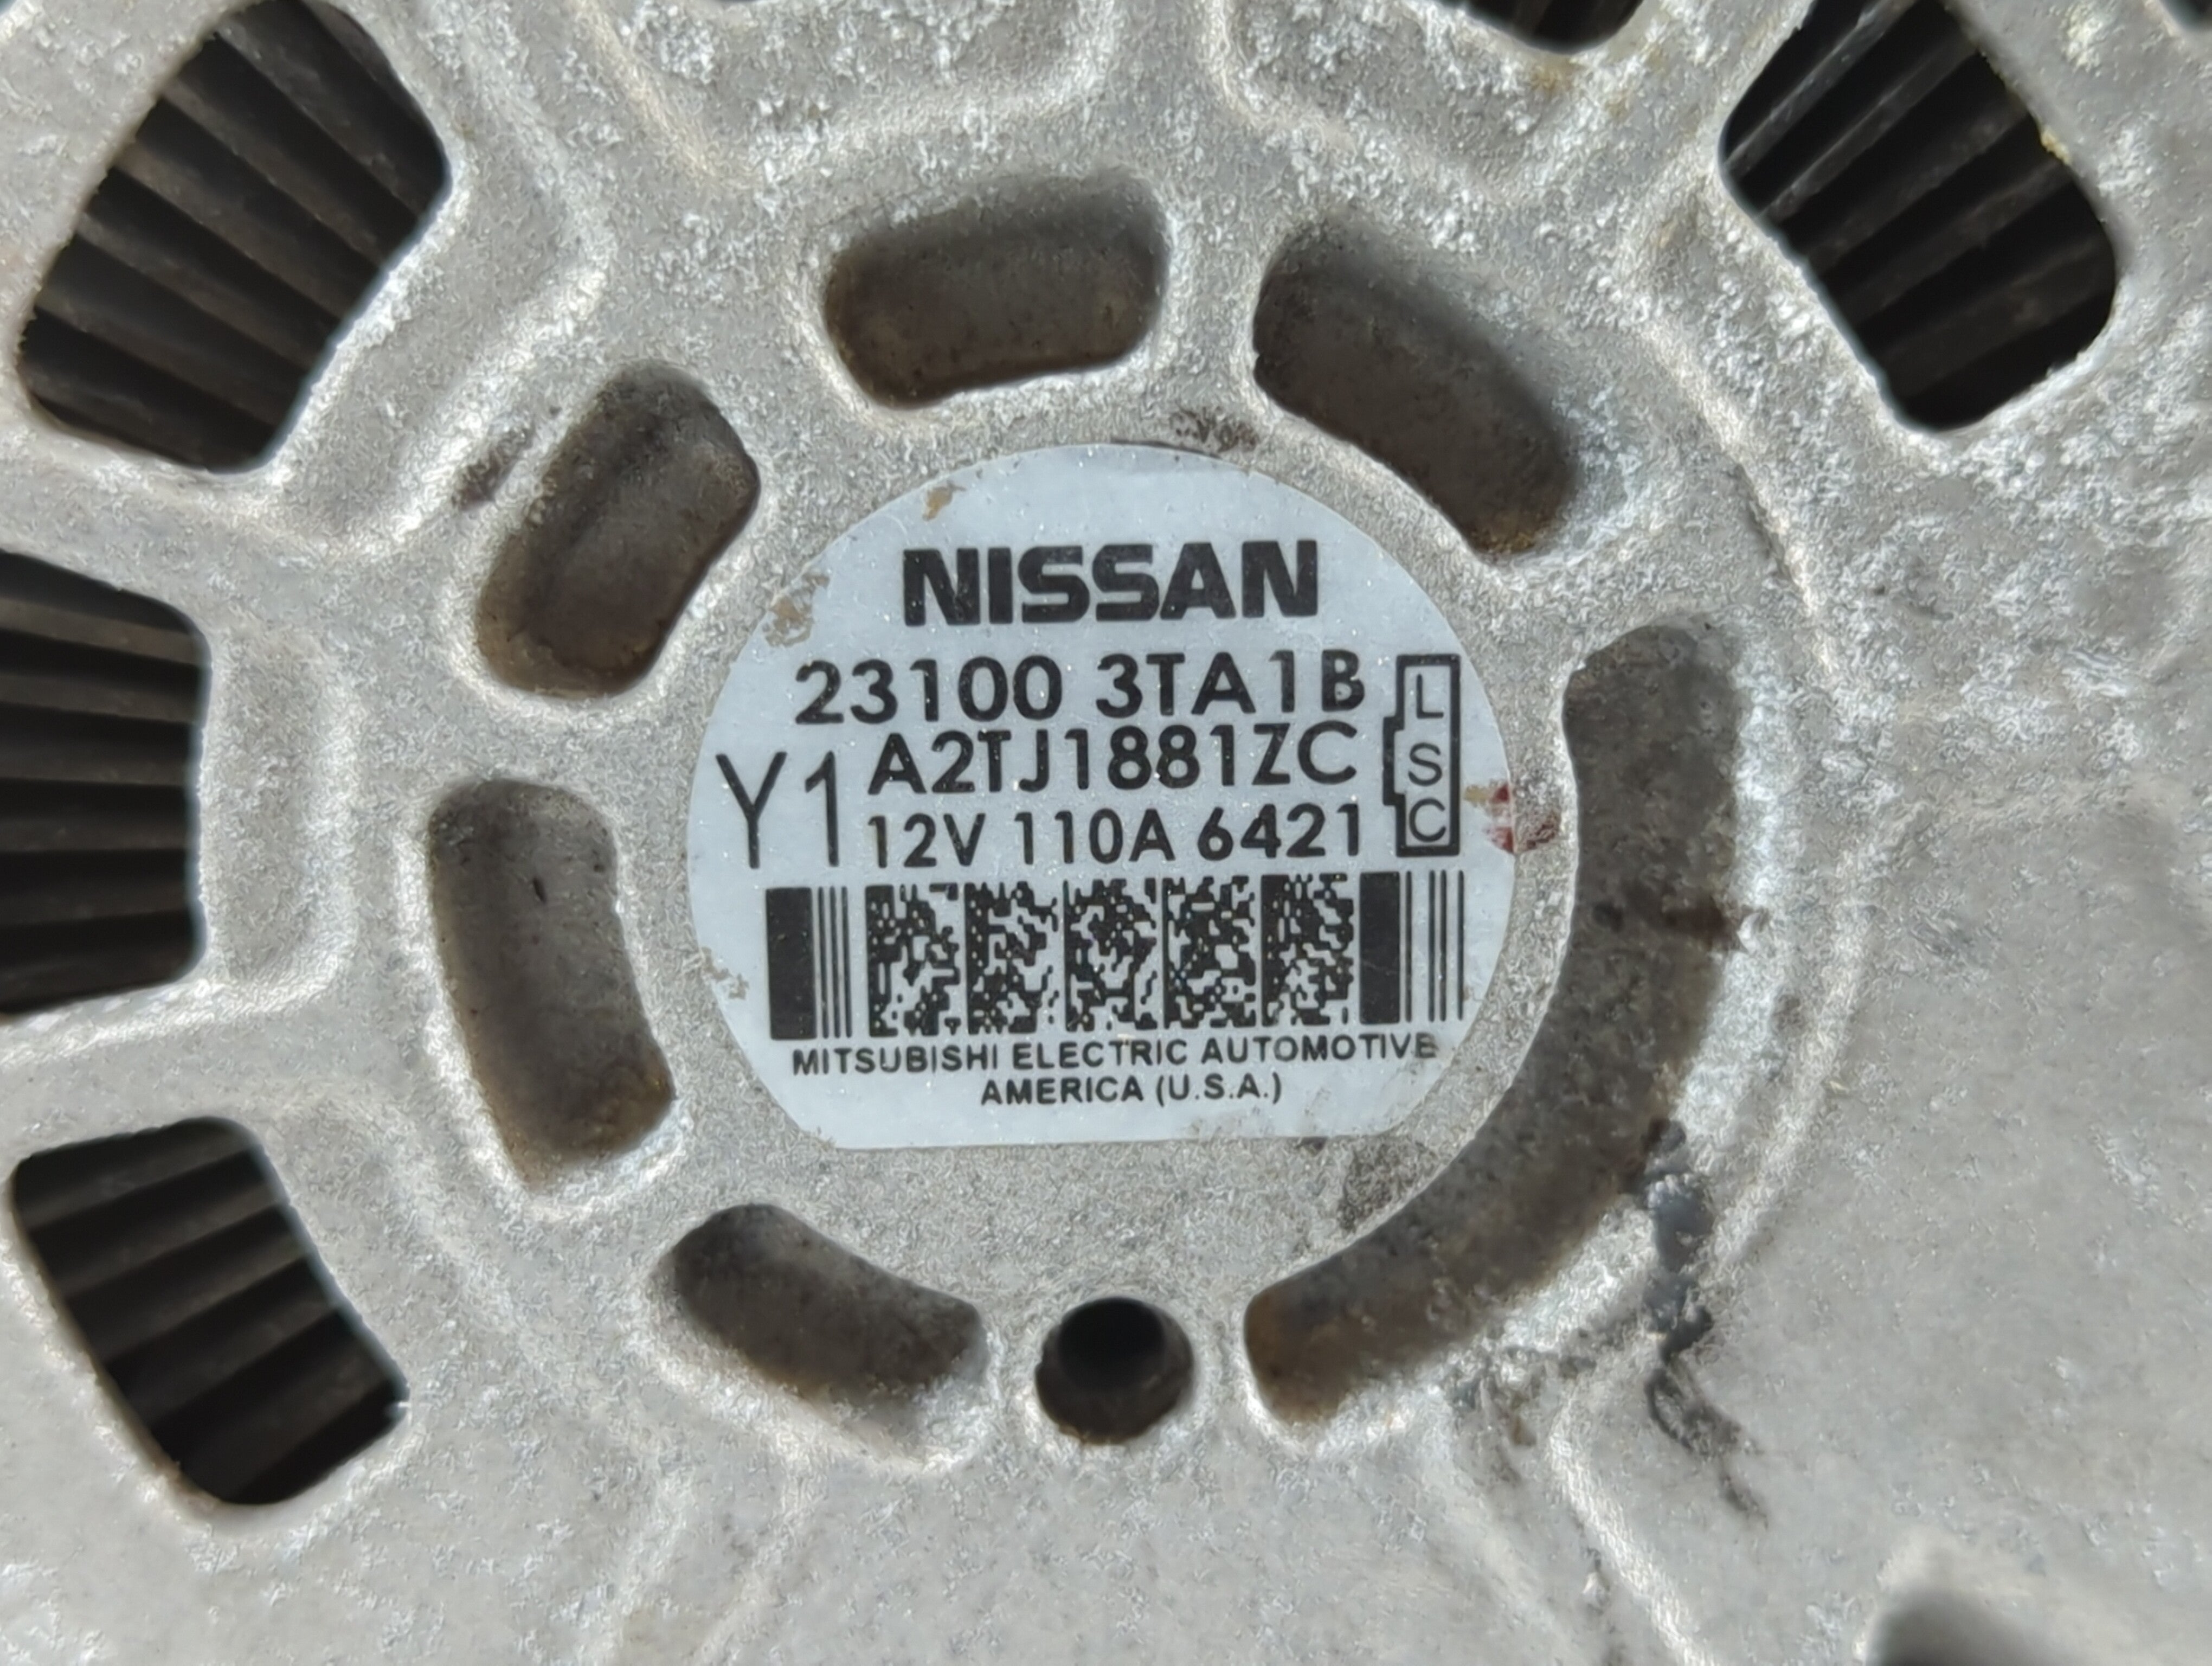 NISSAN
23100 3TA1B
Y1 A2TJ1881ZC
12V 110A 6421
L
S
C
MITSUBISHI ELECTRIC AUTOMOTIVE
AMERICA (U.S.A.)